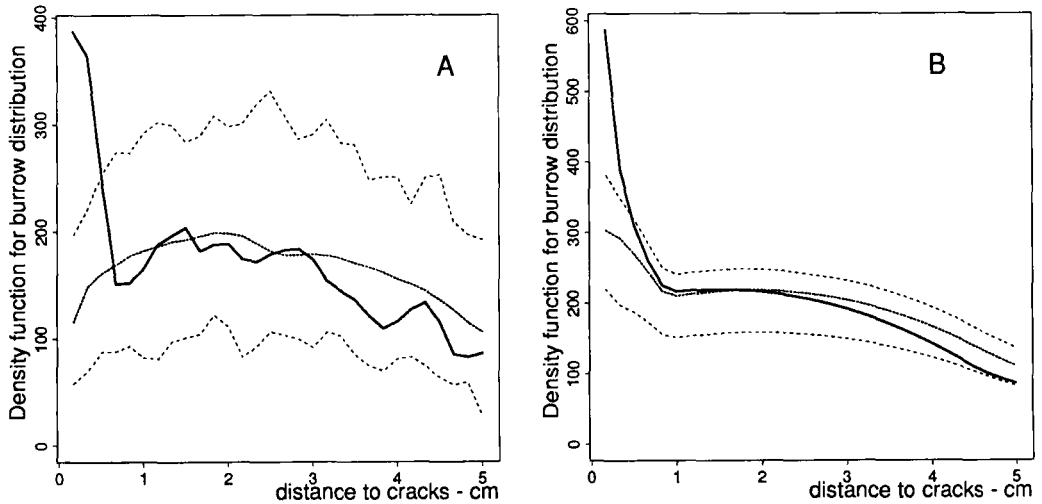 A
Density function for burrow distribution
400
300
200
100
0
0 1 2 3 4 5
distance to cracks - cm
B
Density function for burrow distribution
600
500
400
300
200
100
0
0 1 2 3 4 5
distance to cracks - cm